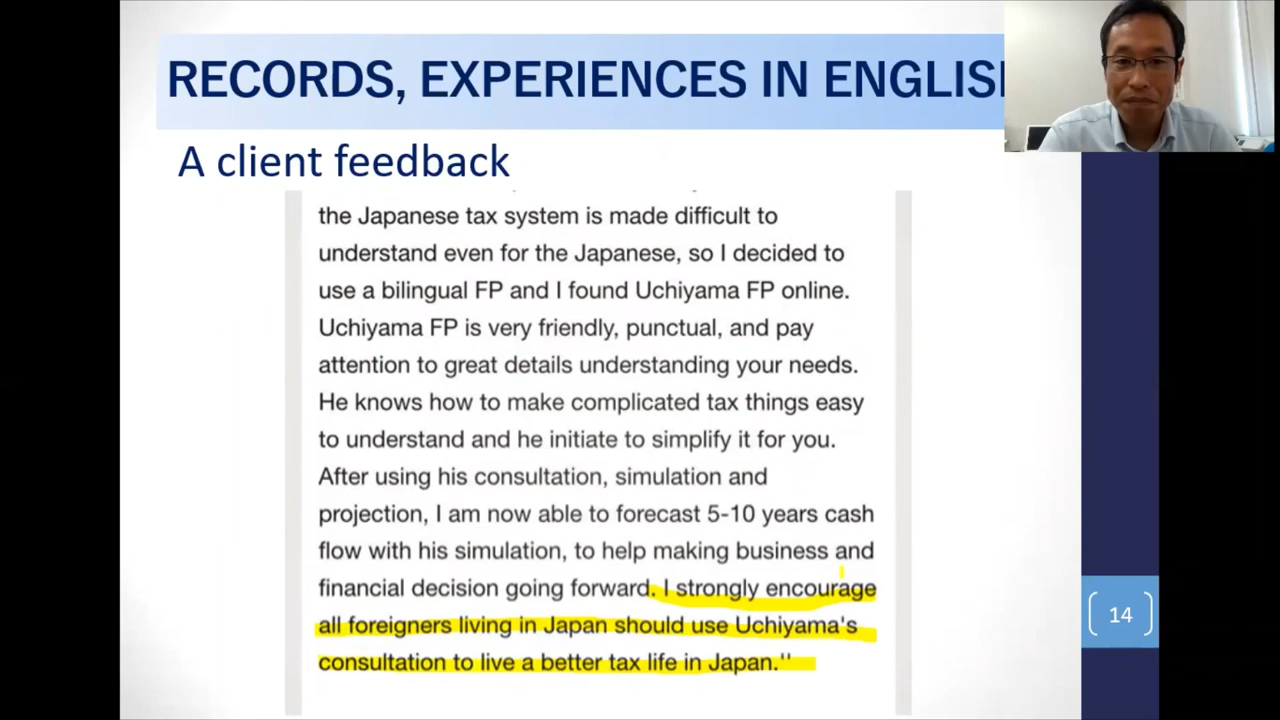 RECORDS, EXPERIENCES IN ENGLIS
A client feedback
the Japanese tax system is made difficult to
understand even for the Japanese, so I decided to
use a bilingual FP and I found Uchiyama FP online.
Uchiyama FP is very friendly, punctual, and pay
attention to great details understanding your needs.
He knows how to make complicated tax things easy
to understand and he initiate to simplify it for you.
After using his consultation, simulation and
projection, I am now able to forecast 5-10 years cash
flow with his simulation, to help making business and
financial decision going forward. I strongly encourage
all foreigners living in Japan should use Uchiyama's
consultation to live a better tax life in Japan."
14